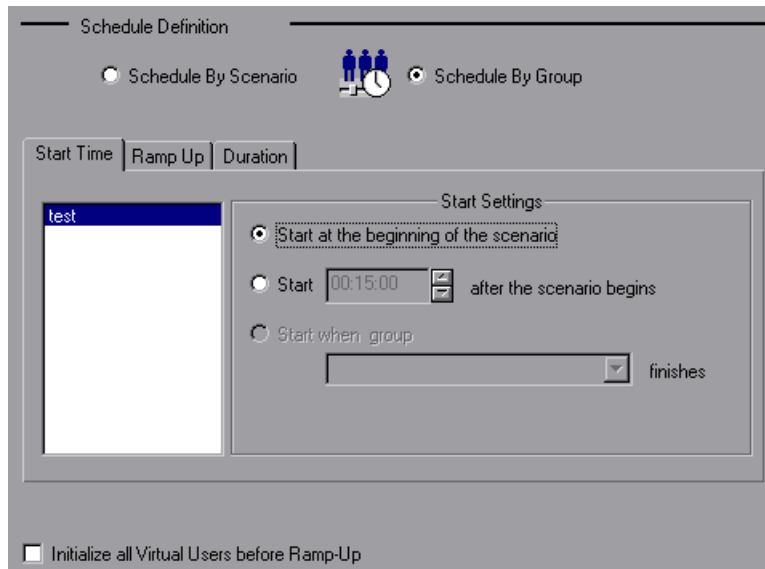 Schedule Definition
Schedule By Scenario
Schedule By Group
Start Time
Ramp Up
Duration
test
Start Settings
Start at the beginning of the scenario
Start 00:15:00 after the scenario begins
Start when group
finishes
Initialize all Virtual Users before Ramp-Up